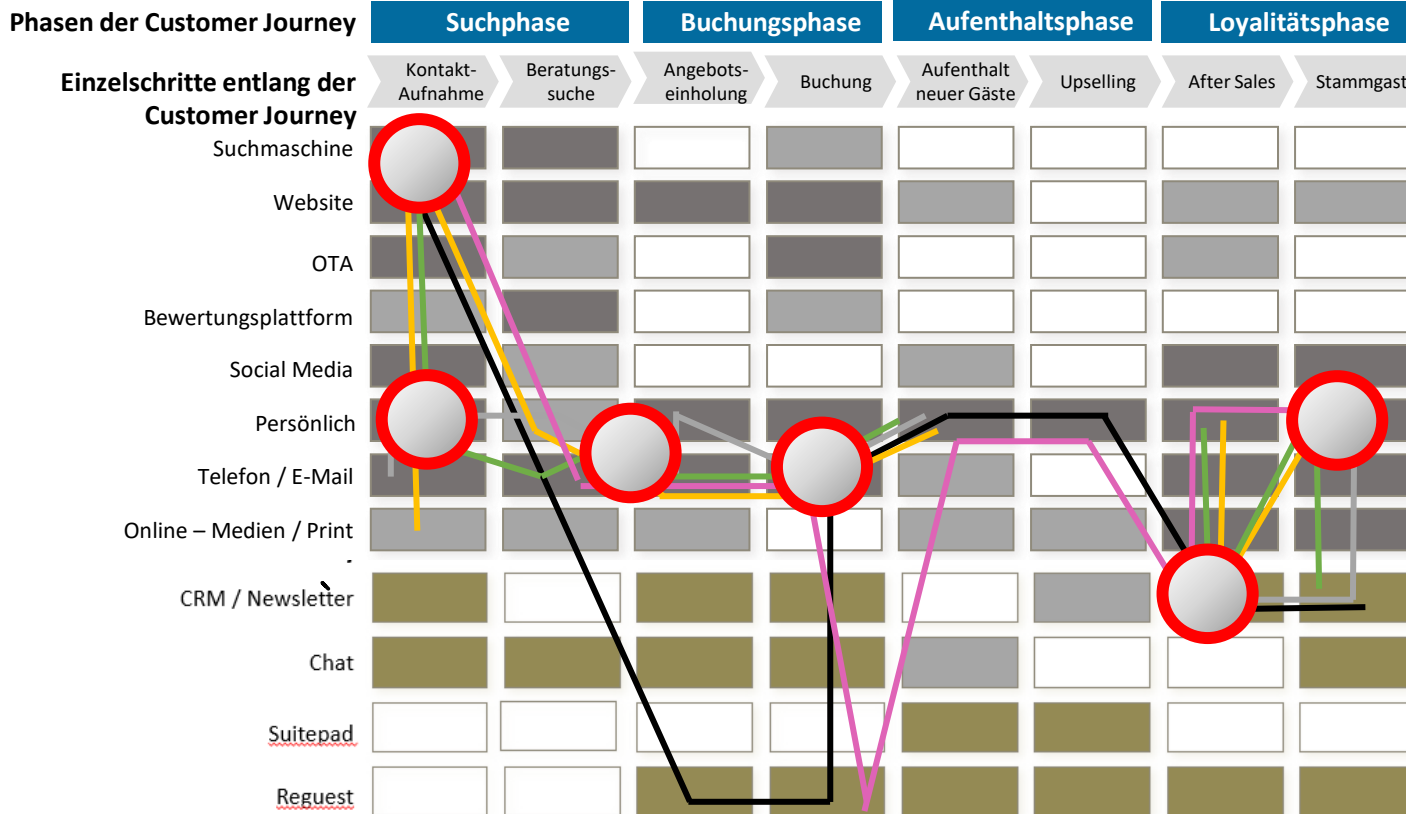 Phasen der Customer Journey
Suchphase
Buchungsphase
Aufenthaltsphase
Loyalitätsphase
Einzelschritte entlang der
Customer Journey
Kontakt-
Aufnahme
Beratungs-
suche
Angebots-
einholung
Buchung
Aufenthalt
neuer Gäste
Upselling
After Sales
Stammgast
Suchmaschine
Website
OTA
Bewertungsplattform
Social Media
Persönlich
Telefon / E-Mail
Online – Medien / Print
CRM / Newsletter
Chat
Suitepad
Reguest